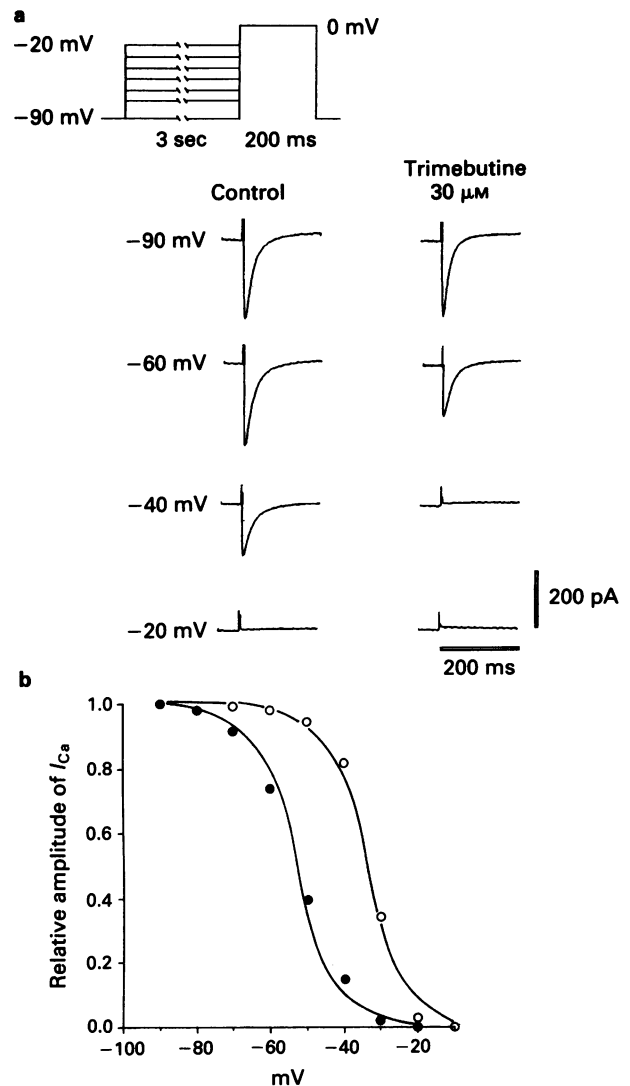 a
−20 mV
0 mV
−90 mV
3 sec
200 ms
Control
Trimebutine
30 μM
−90 mV
−60 mV
−40 mV
−20 mV
200 pA
200 ms
b
Relative amplitude of ICa
1.0
0.8
0.6
0.4
0.2
0.0
−100
−80
−60
−40
−20
mV